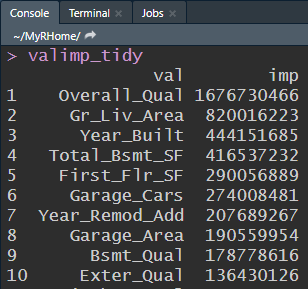 Console Terminal × Jobs ×
~/MyRHome/
> valimp_tidy
val imp
1 Overall_Qual 1676730466
2 Gr_Liv_Area 820016223
3 Year_Built 444151685
4 Total_Bsmt_SF 416537232
5 First_Flr_SF 290056889
6 Garage_Cars 274008481
7 Year_Remod_Add 207689267
8 Garage_Area 190559954
9 Bsmt_Qual 178778616
10 Exter_Qual 136430126